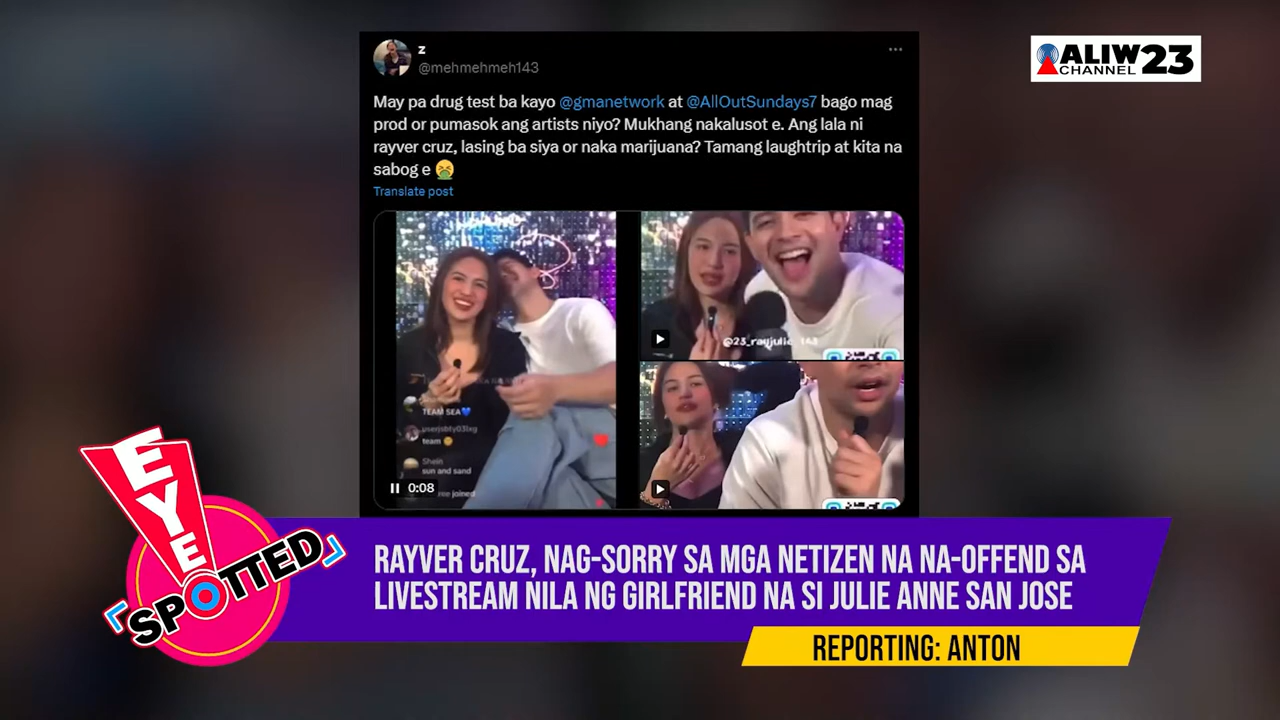 z
@mehmehmeh143
May pa drug test ba kayo @gmanetwork at @AllOutSundays7 bago mag
prod or pumasok ang artists niyo? Mukhang nakalusot e. Ang lala ni
rayver cruz, lasing ba siya or naka marijuana? Tamang laughtrip at kita na
sabog e
Translate post
ALIW 23
CHANNEL
@23_rayjulie_143
TEAM SEA
userjsbty03lxg
team
Shein
sun and sand
joined
0:08
EYE
SPOTTED
RAYVER CRUZ, NAG-SORRY SA MGA NETIZEN NA NA-OFFEND SA
LIVESTREAM NILA NG GIRLFRIEND NA SI JULIE ANNE SAN JOSE
REPORTING: ANTON